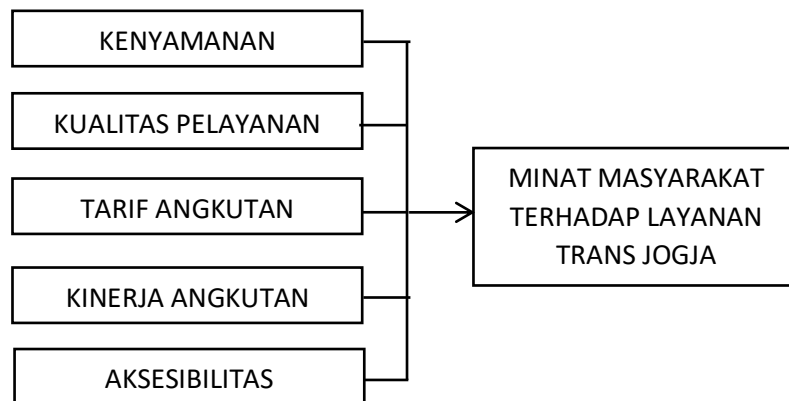 KENYAMANAN
KUALITAS PELAYANAN
TARIF ANGKUTAN
KINERJA ANGKUTAN
AKSESIBILITAS
MINAT MASYARAKAT
TERHADAP LAYANAN
TRANS JOGJA